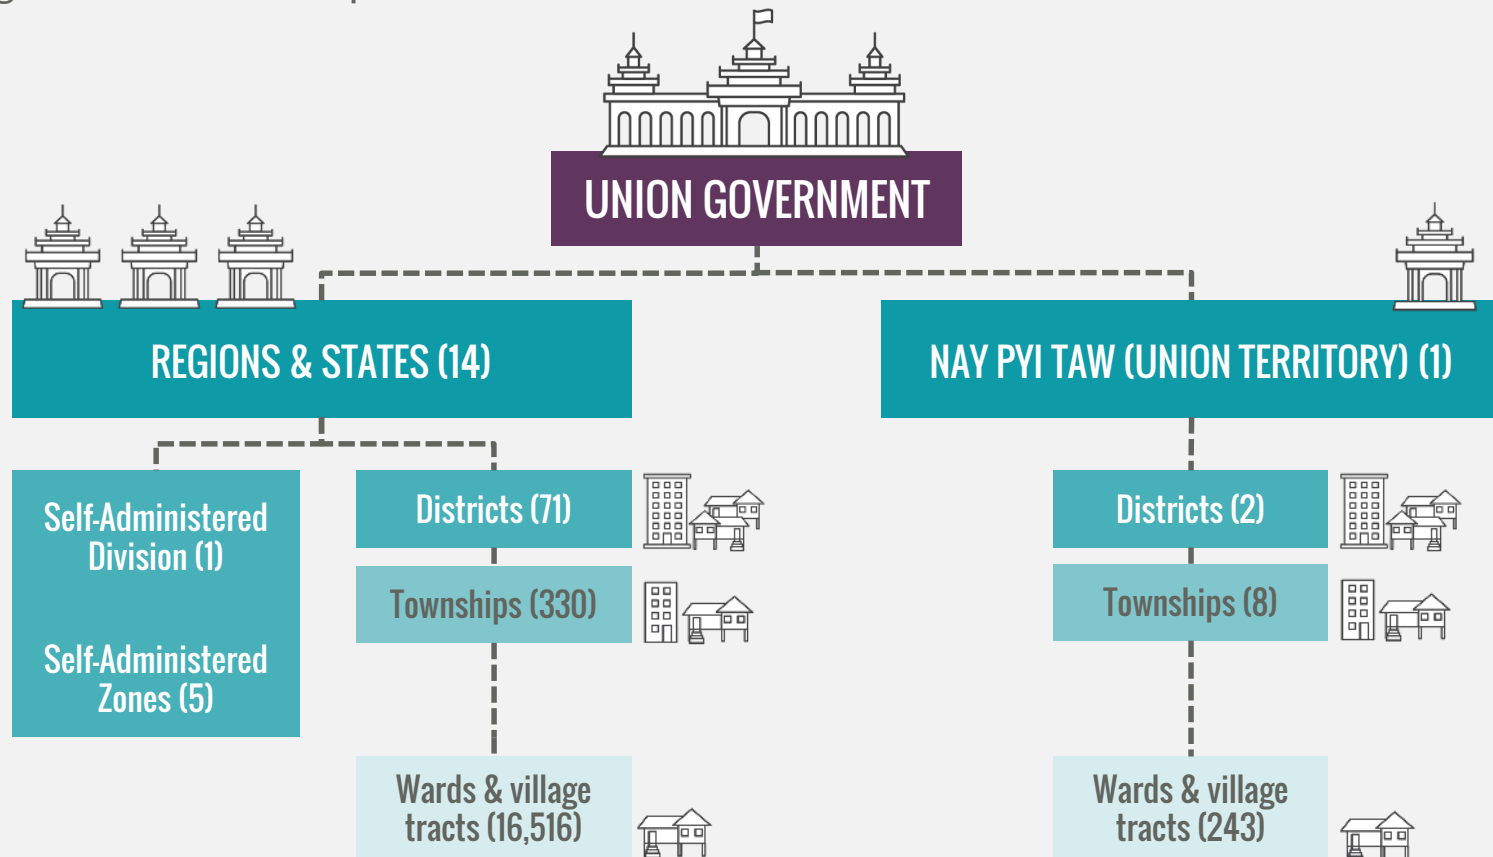 UNION GOVERNMENT
REGIONS & STATES (14)
NAY PYI TAW (UNION TERRITORY) (1)
Self-Administered
Division (1)
Self-Administered
Zones (5)
Districts (71)
Townships (330)
Wards & village
tracts (16,516)
Districts (2)
Townships (8)
Wards & village
tracts (243)